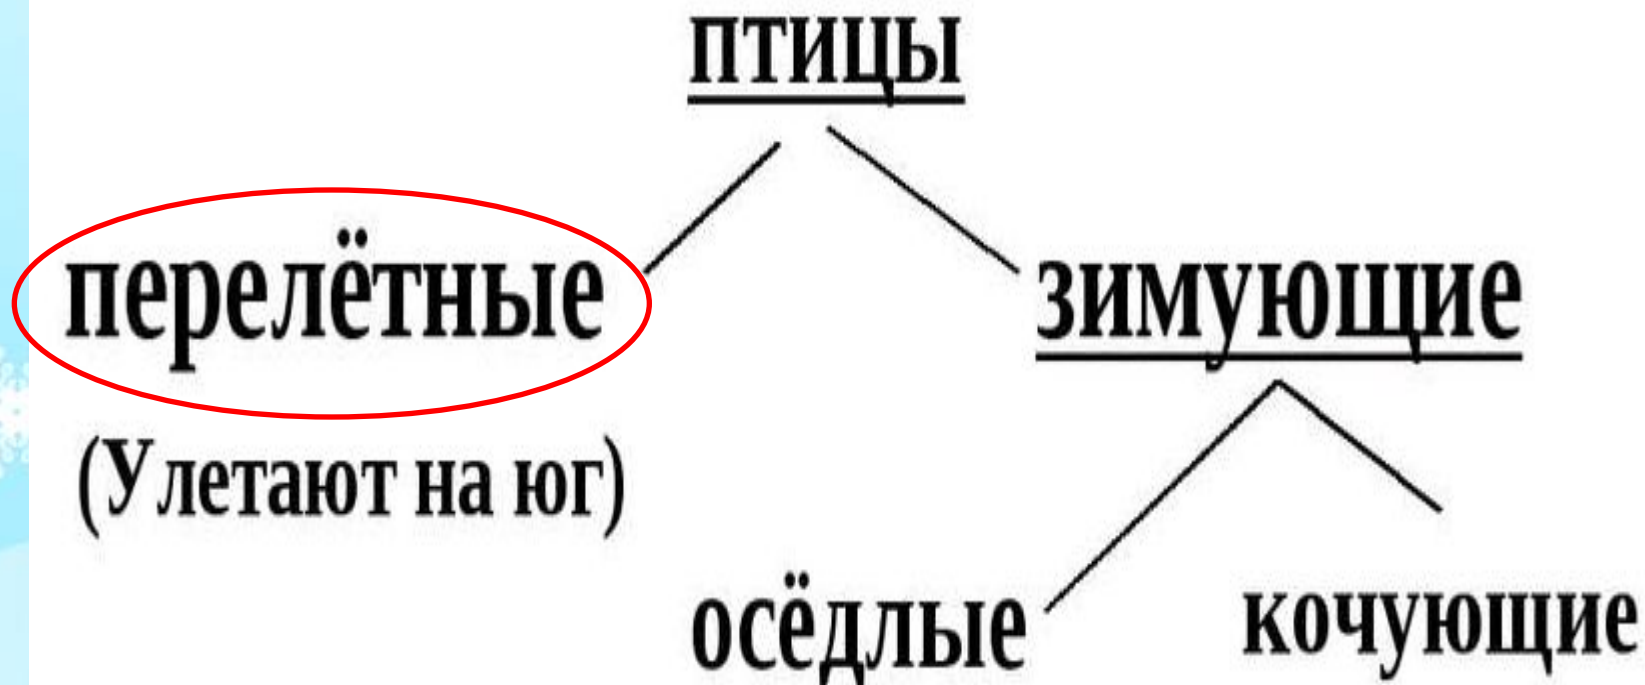 птицы
перелётные
зимующие
(Улетают на юг)
осёдлые
кочующие